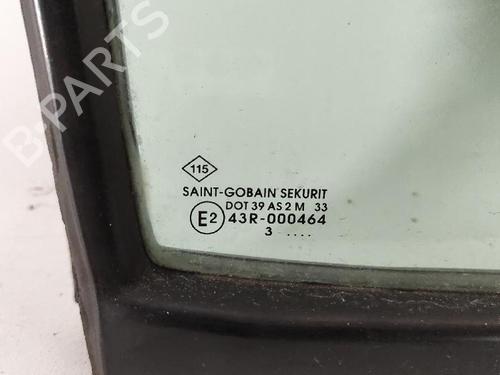 B-PARTS
115
SAINT-GOBAIN SEKURIT
DOT 39 AS 2 M 33
E2 43R-000464
3 ....